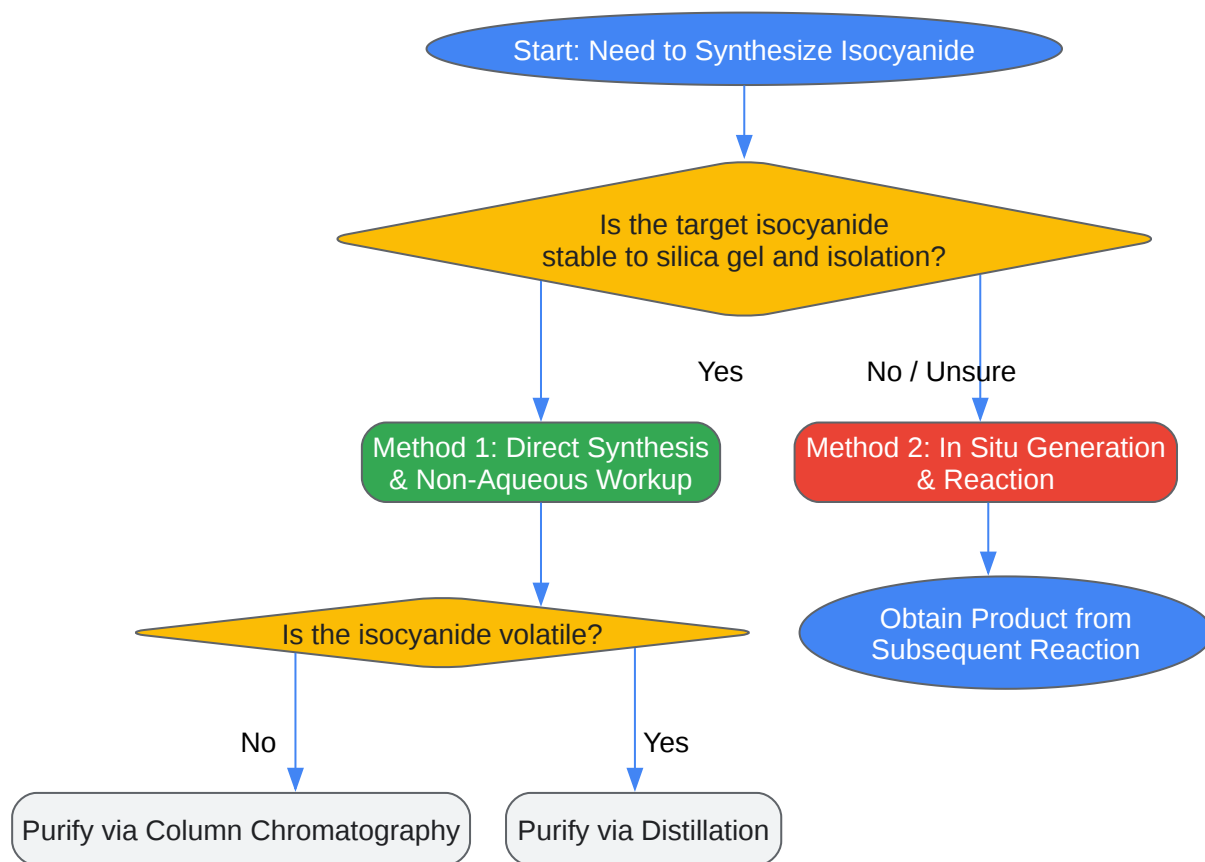 Start: Need to Synthesize Isocyanide
Is the target isocyanide
stable to silica gel and isolation?
Yes
No / Unsure
Method 1: Direct Synthesis
& Non-Aqueous Workup
Method 2: In Situ Generation
& Reaction
Is the isocyanide volatile?
Obtain Product from
Subsequent Reaction
No
Yes
Purify via Column Chromatography
Purify via Distillation